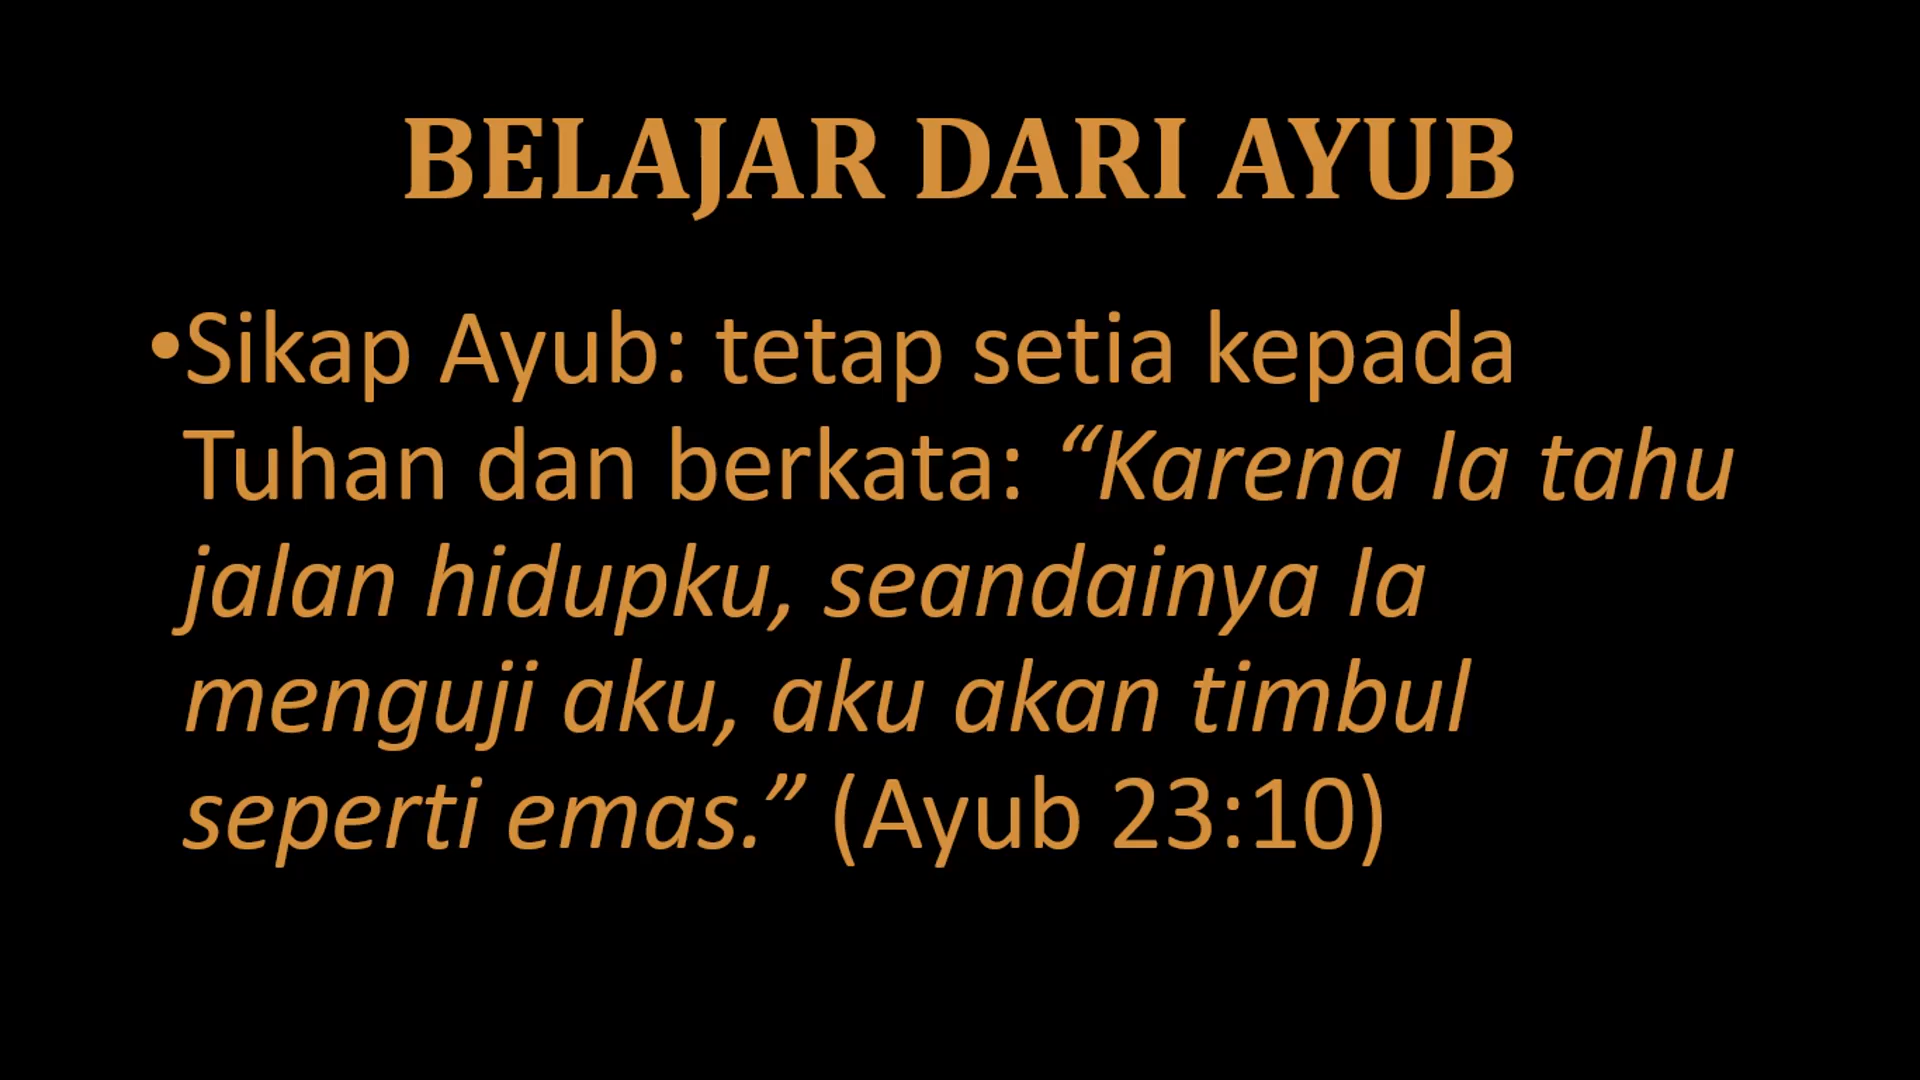 BELAJAR DARI AYUB
•Sikap Ayub: tetap setia kepada
Tuhan dan berkata: “Karena Ia tahu
jalan hidupku, seandainya Ia
menguji aku, aku akan timbul
seperti emas.” (Ayub 23:10)